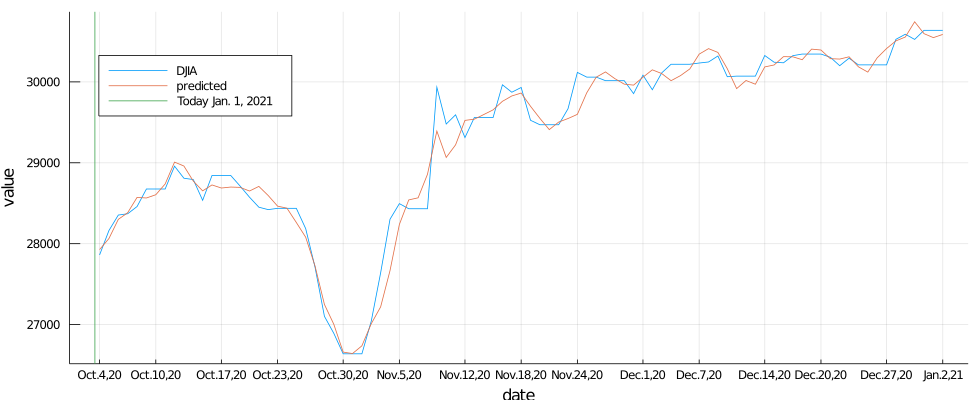 DJIA
predicted
Today Jan. 1, 2021
30000
29000
28000
27000
value
Oct.4,20 Oct.10,20 Oct.17,20 Oct.23,20 Oct.30,20 Nov.5,20 Nov.12,20 Nov.18,20 Nov.24,20 Dec.1,20 Dec.7,20 Dec.14,20 Dec.20,20 Dec.27,20 Jan.2,21
date